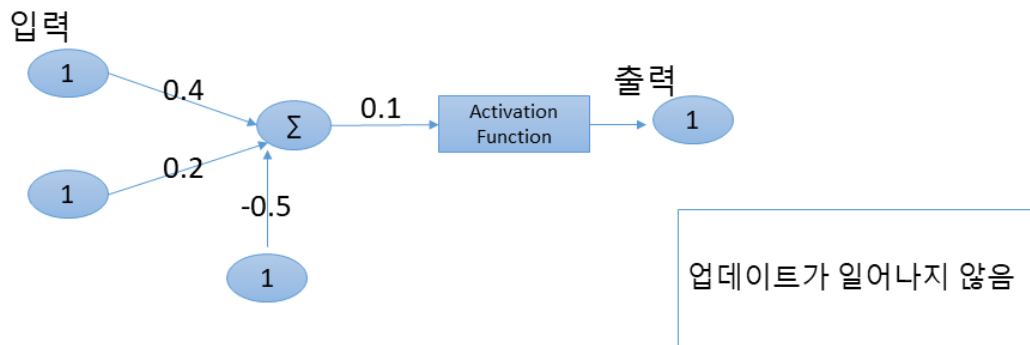 입력
1
0.4
1
0.2
1
-0.5
∑
0.1
Activation
Function
출력
1
업데이트가 일어나지 않음